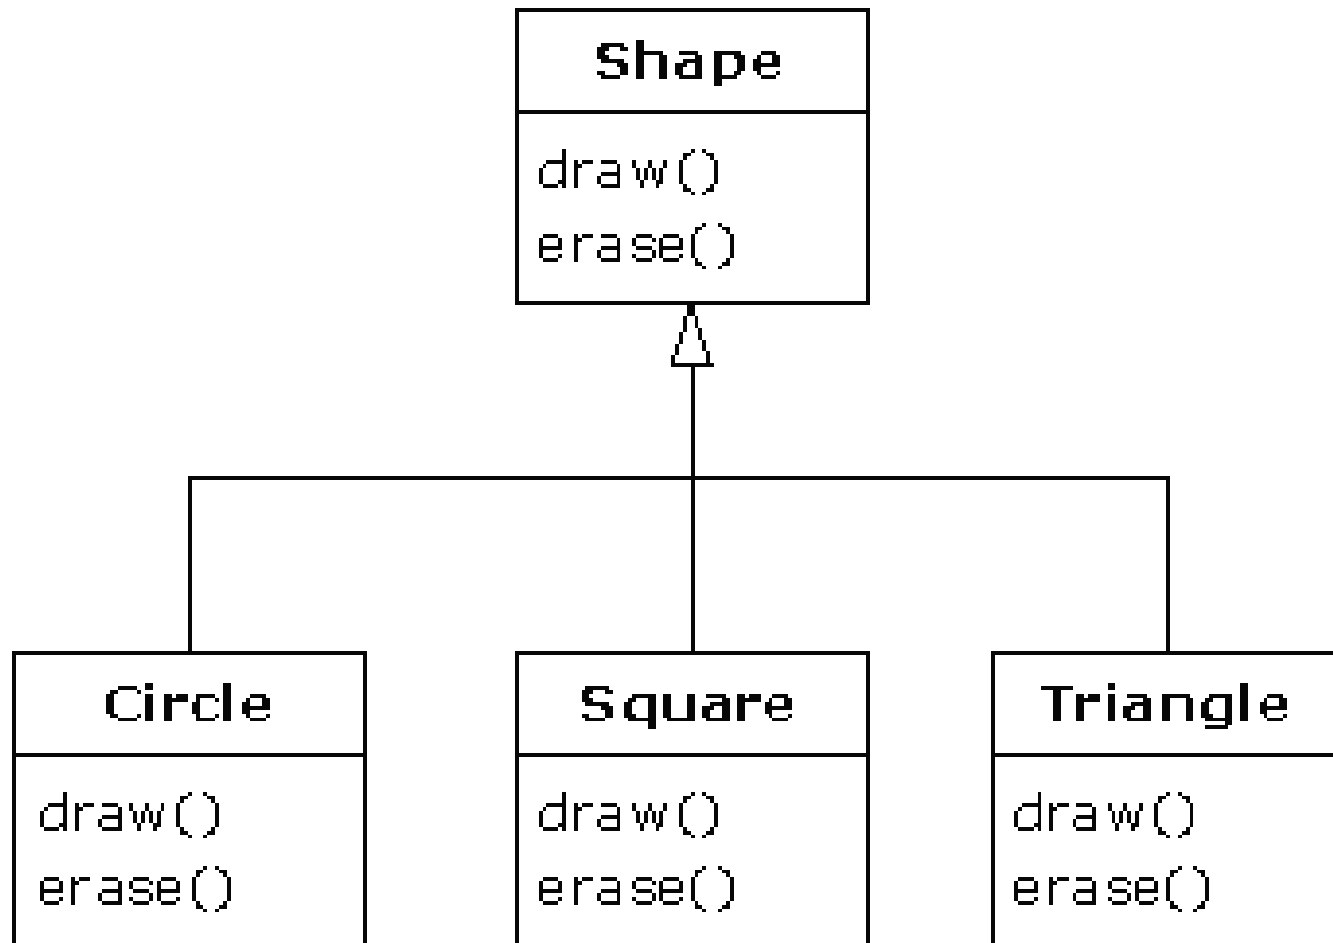 Shape
draw()
erase()
Circle
draw()
erase()
Square
draw()
erase()
Triangle
draw()
erase()